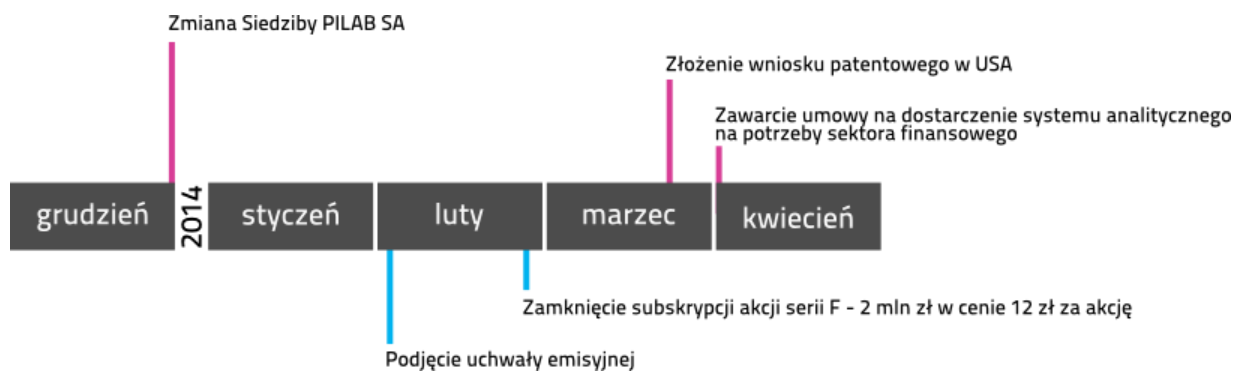 Zmiana Siedziby PILAB SA
Złożenie wniosku patentowego w USA
Zawarcie umowy na dostarczenie systemu analitycznego
na potrzeby sektora finansowego
grudzień
2014
styczeń
luty
marzec
kwiecień
Zamknięcie subskrypcji akcji serii F - 2 mln zł w cenie 12 zł za akcję
Podjęcie uchwały emisyjnej